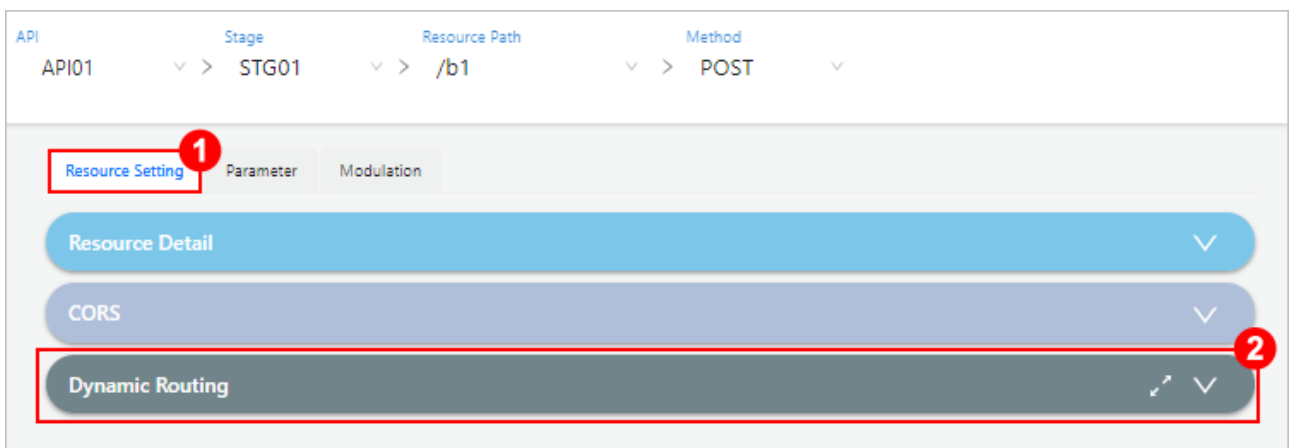 API Stage Resource Path Method
API01 > STG01 > /b1 > POST
1
Resource Setting Parameter Modulation
Resource Detail
CORS
2
Dynamic Routing